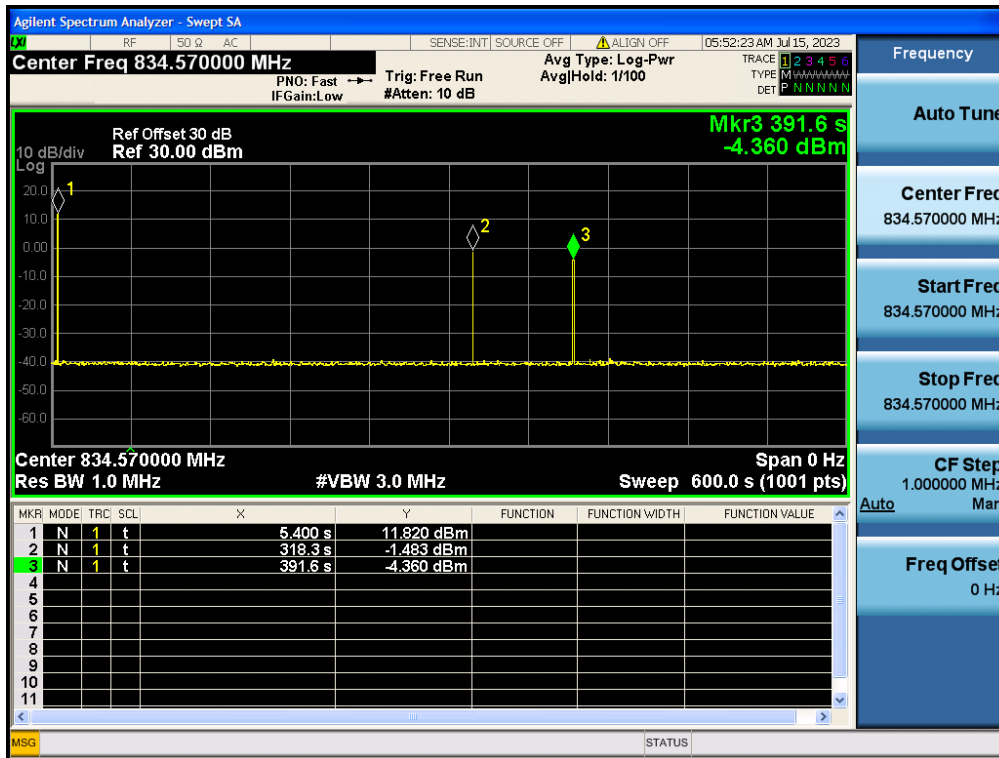 Agilent Spectrum Analyzer - Swept SA
LXI RF 50 Ω AC SENSE:INT SOURCE OFF ALIGN OFF 05:52:23 AM Jul 15, 2023
Center Freq 834.570000 MHz Avg Type: Log-Pwr TRACE 1 2 3 4 5 6
PNO: Fast Trig: Free Run Avg|Hold: 1/100 TYPE M
IFGain:Low #Atten: 10 dB DET P N N N N N
Mkr3 391.6 s
Ref Offset 30 dB
10 dB/div Ref 30.00 dBm -4.360 dBm
Log
20.0
10.0
0.00
-10.0
-20.0
-30.0
-40.0
-50.0
-60.0
1
2
3
Center 834.570000 MHz Span 0 Hz
Res BW 1.0 MHz #VBW 3.0 MHz Sweep 600.0 s (1001 pts)
MKR MODE TRC SCL X Y FUNCTION FUNCTION WIDTH FUNCTION VALUE
1 N 1 t 5.400 s 11.820 dBm
2 N 1 t 318.3 s -1.483 dBm
3 N 1 t 391.6 s -4.360 dBm
4
5
6
7
8
9
10
11
MSG STATUS
Frequency
Auto Tune
Center Freq
834.570000 MHz
Start Freq
834.570000 MHz
Stop Freq
834.570000 MHz
CF Step
1.000000 MHz
Auto Man
Freq Offset
0 Hz